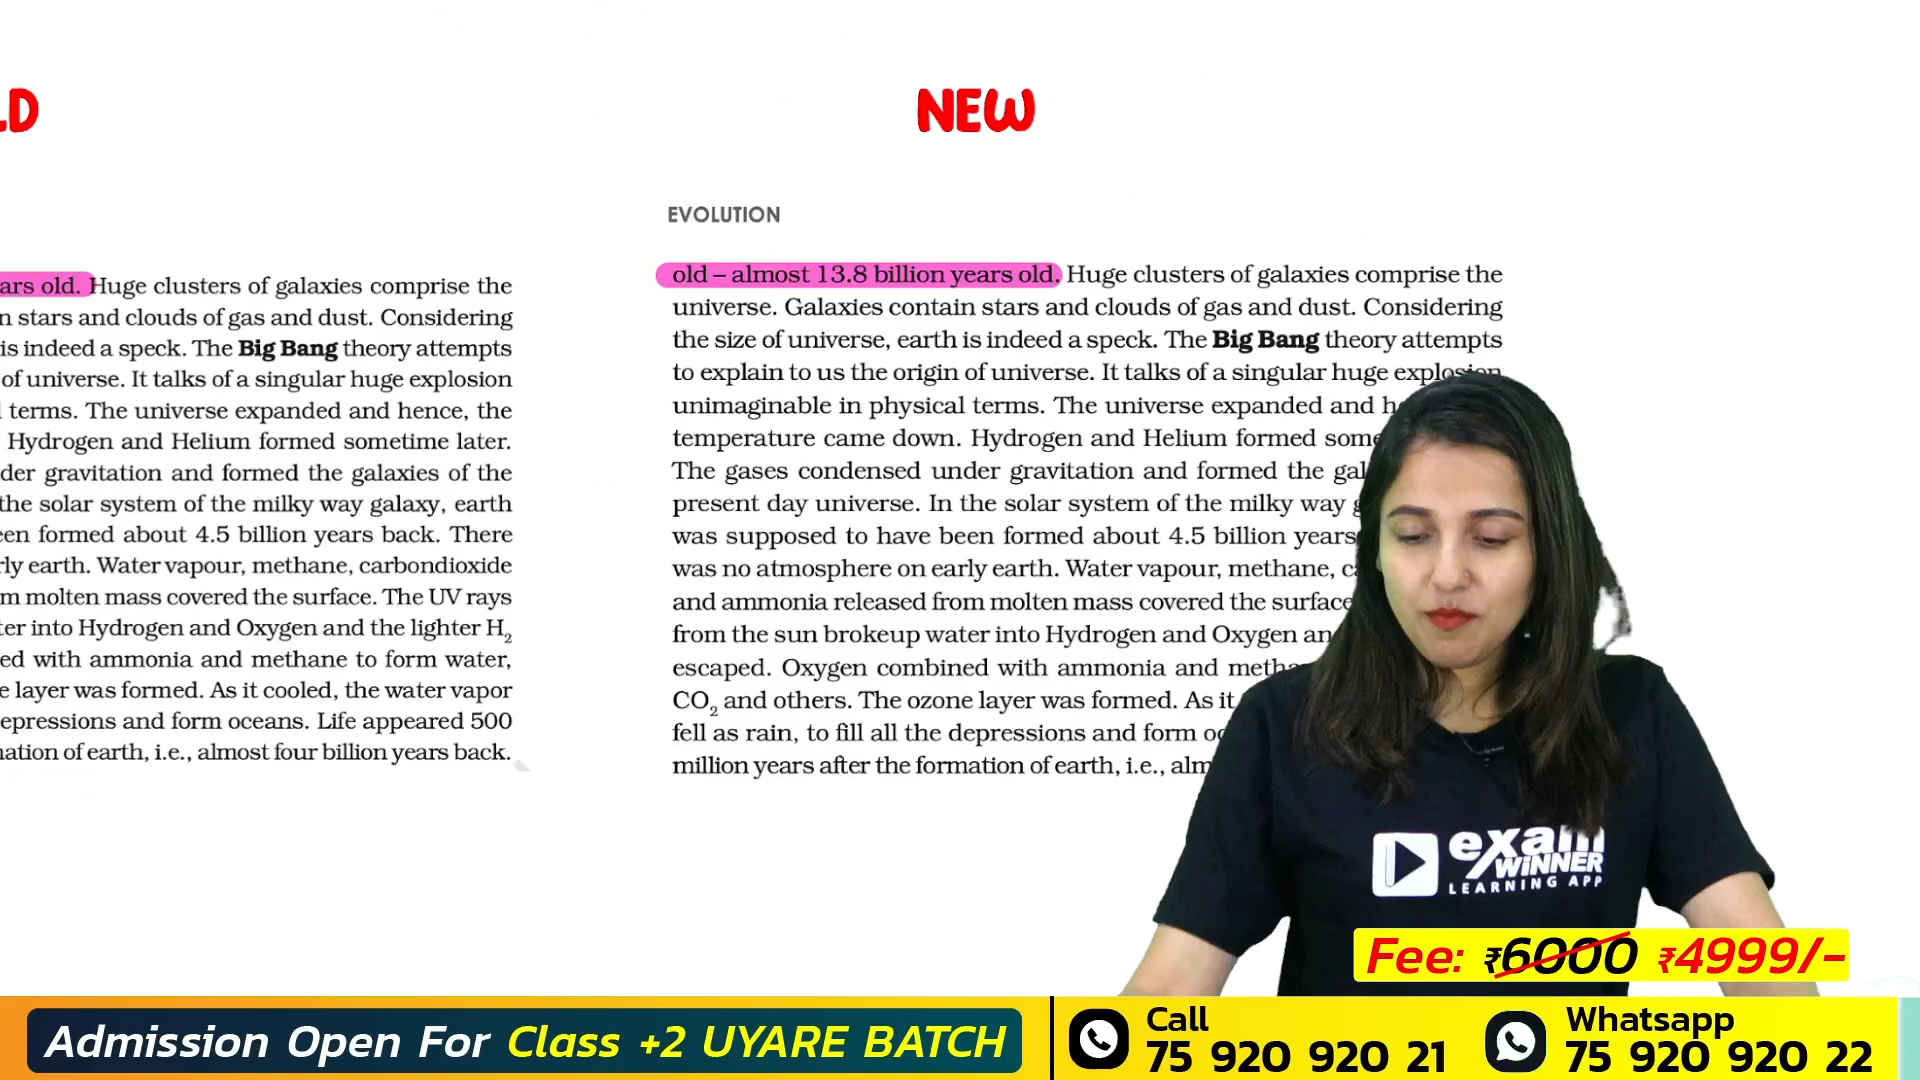 LD
NEW
EVOLUTION
ars old. Huge clusters of galaxies comprise the
n stars and clouds of gas and dust. Considering
is indeed a speck. The Big Bang theory attempts
of universe. It talks of a singular huge explosion
terms. The universe expanded and hence, the
Hydrogen and Helium formed sometime later.
der gravitation and formed the galaxies of the
the solar system of the milky way galaxy, earth
en formed about 4.5 billion years back. There
rly earth. Water vapour, methane, carbondioxide
m molten mass covered the surface. The UV rays
ter into Hydrogen and Oxygen and the lighter H2
ed with ammonia and methane to form water,
e layer was formed. As it cooled, the water vapor
epressions and form oceans. Life appeared 500
nation of earth, i.e., almost four billion years back.
old – almost 13.8 billion years old. Huge clusters of galaxies comprise the
universe. Galaxies contain stars and clouds of gas and dust. Considering
the size of universe, earth is indeed a speck. The Big Bang theory attempts
to explain to us the origin of universe. It talks of a singular huge explosion
unimaginable in physical terms. The universe expanded and h
temperature came down. Hydrogen and Helium formed some
The gases condensed under gravitation and formed the gal
present day universe. In the solar system of the milky way g
was supposed to have been formed about 4.5 billion years
was no atmosphere on early earth. Water vapour, methane, ca
and ammonia released from molten mass covered the surface
from the sun brokeup water into Hydrogen and Oxygen an
escaped. Oxygen combined with ammonia and metha
CO2 and others. The ozone layer was formed. As it
fell as rain, to fill all the depressions and form oc
million years after the formation of earth, i.e., alm
exam
WiNNER
LEARNING APP
Fee: ₹6000 ₹4999/-
Admission Open For Class +2 UYARE BATCH
Call
75 920 920 21
Whatsapp
75 920 920 22